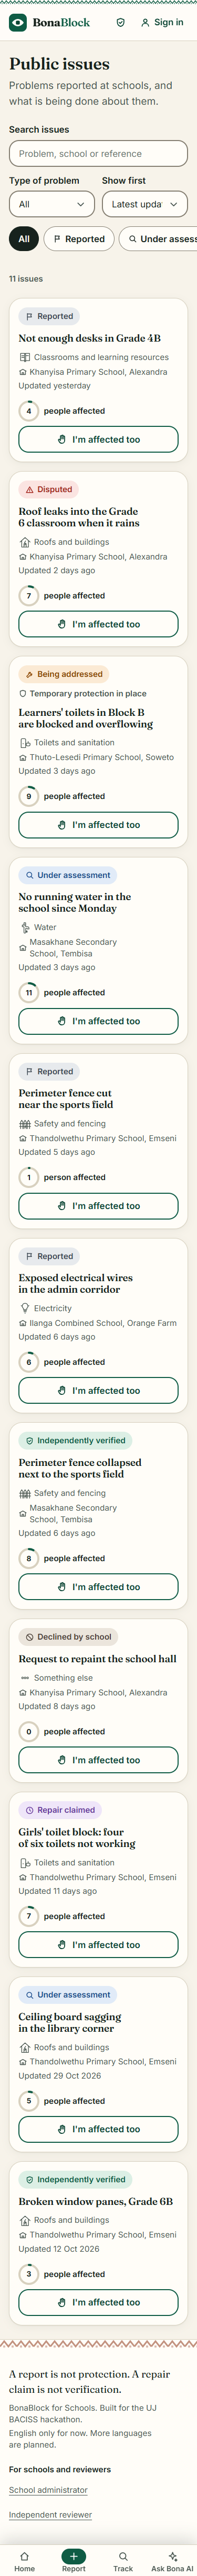 BonaBlock
Sign in
Public issues
Problems reported at schools, and
what is being done about them.
Search issues
Problem, school or reference
Type of problem
Show first
All
Latest upda
All
Reported
Under assess
11 issues
Reported
Not enough desks in Grade 4B
Classrooms and learning resources
Khanyisa Primary School, Alexandra
Updated yesterday
4
people affected
I'm affected too
Disputed
Roof leaks into the Grade
6 classroom when it rains
Roofs and buildings
Khanyisa Primary School, Alexandra
Updated 2 days ago
7
people affected
I'm affected too
Being addressed
Temporary protection in place
Learners' toilets in Block B
are blocked and overflowing
Toilets and sanitation
Thuto-Lesedi Primary School, Soweto
Updated 3 days ago
9
people affected
I'm affected too
Under assessment
No running water in the
school since Monday
Water
Masakhane Secondary
School, Tembisa
Updated 3 days ago
11
people affected
I'm affected too
Reported
Perimeter fence cut
near the sports field
Safety and fencing
Thandolwethu Primary School, Emseni
Updated 5 days ago
1
person affected
I'm affected too
Reported
Exposed electrical wires
in the admin corridor
Electricity
Ilanga Combined School, Orange Farm
Updated 6 days ago
6
people affected
I'm affected too
Independently verified
Perimeter fence collapsed
next to the sports field
Safety and fencing
Masakhane Secondary
School, Tembisa
Updated 6 days ago
8
people affected
I'm affected too
Declined by school
Request to repaint the school hall
Something else
Khanyisa Primary School, Alexandra
Updated 8 days ago
0
people affected
I'm affected too
Repair claimed
Girls' toilet block: four
of six toilets not working
Toilets and sanitation
Thandolwethu Primary School, Emseni
Updated 11 days ago
7
people affected
I'm affected too
Under assessment
Ceiling board sagging
in the library corner
Roofs and buildings
Thandolwethu Primary School, Emseni
Updated 29 Oct 2026
5
people affected
I'm affected too
Independently verified
Broken window panes, Grade 6B
Roofs and buildings
Thandolwethu Primary School, Emseni
Updated 12 Oct 2026
3
people affected
I'm affected too
A report is not protection. A repair
claim is not verification.
BonaBlock for Schools. Built for the UJ
BACISS hackathon.
English only for now. More languages
are planned.
For schools and reviewers
School administrator
Independent reviewer
Home
Report
Track
Ask Bona AI